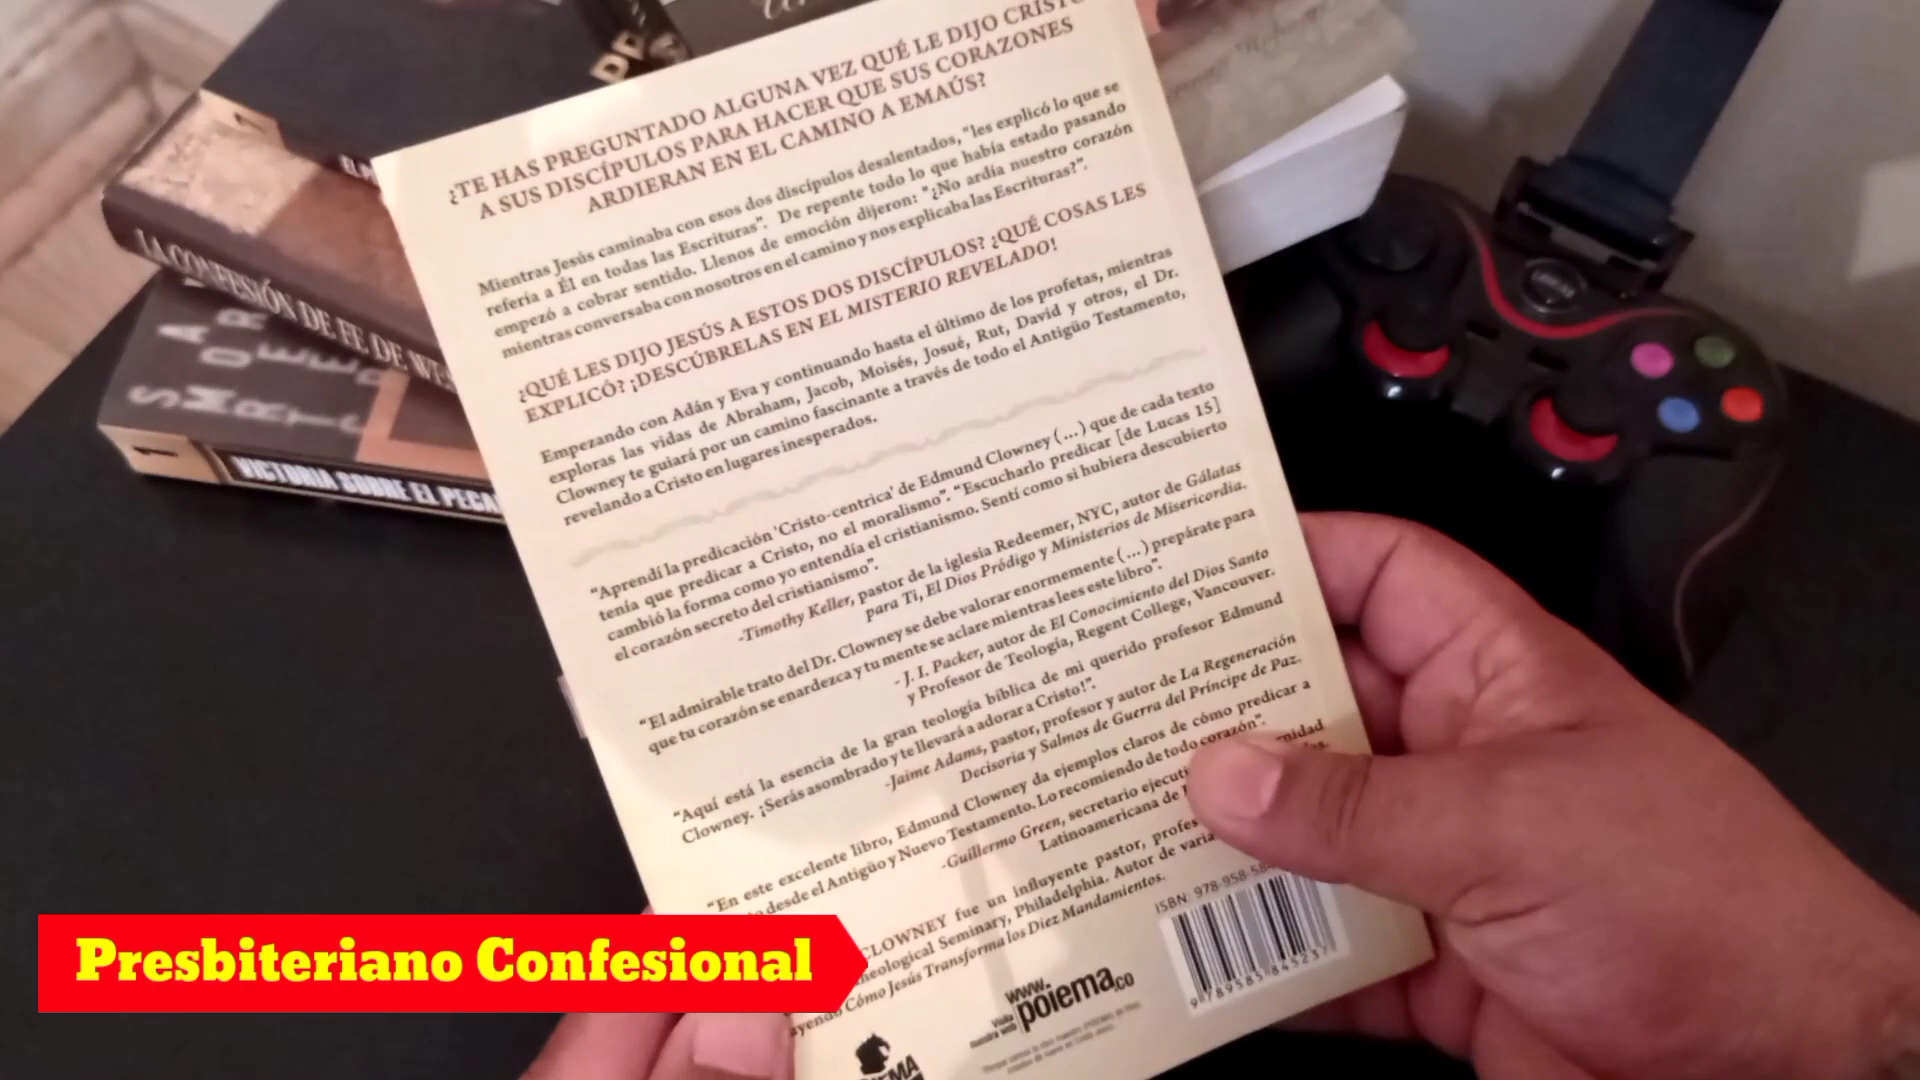 ¿TE HAS PREGUNTADO ALGUNA VEZ QUÉ LE DIJO CRISTO
A SUS DISCÍPULOS PARA HACER QUE SUS CORAZONES
ARDIERAN EN EL CAMINO A EMAÚS?
Mientras Jesús caminaba con esos dos discípulos desalentados, "les explicó lo que se
refería a Él en todas las Escrituras". De repente todo lo que había estado pasando
empezó a cobrar sentido. Llenos de emoción dijeron: "¿No ardía nuestro corazón
mientras conversaba con nosotros en el camino y nos explicaba las Escrituras?".
¿QUÉ LES DIJO JESÚS A ESTOS DOS DISCÍPULOS? ¿QUÉ COSAS LES
EXPLICÓ? ¡DESCÚBRELAS EN EL MISTERIO REVELADO!
Empezando con Adán y Eva y continuando hasta el último de los profetas, mientras
exploras las vidas de Abraham, Jacob, Moisés, Josué, Rut, David y otros, el Dr.
Clowney te guiará por un camino fascinante a través de todo el Antigüo Testamento,
revelando a Cristo en lugares inesperados.
"Aprendí la predicación 'Cristo-centrica' de Edmund Clowney (...) que de cada texto
tenía que predicar a Cristo, no el moralismo". "Escucharlo predicar [de Lucas 15]
cambió la forma como yo entendía el cristianismo. Sentí como si hubiera descubierto
el corazón secreto del cristianismo".
-Timothy Keller, pastor de la iglesia Redeemer, NYC, autor de Gálatas
para Ti, El Dios Pródigo y Ministerios de Misericordia.
"El admirable trato del Dr. Clowney se debe valorar enormemente (...) prepárate para
que tu corazón se enardezca y tu mente se aclare mientras lees este libro".
- J. I. Packer, autor de El Conocimiento del Dios Santo
y Profesor de Teología, Regent College, Vancouver.
"Aquí está la esencia de la gran teología bíblica de mi querido profesor Edmund
Clowney. ¡Serás asombrado y te llevará a adorar a Cristo!".
-Jaime Adams, pastor, profesor y autor de La Regeneración
Decisoria y Salmos de Guerra del Príncipe de Paz.
"En este excelente libro, Edmund Clowney da ejemplos claros de cómo predicar a
desde el Antigüo y Nuevo Testamento. Lo recomiendo de todo corazón".
-Guillermo Green, secretario
Latinoamericana de
CLOWNEY fue un influyente pastor,
Seminary, Philadelphia. Autor de
Cómo Jesús Transforma los Diez Mandamientos.
ISBN: 978-958-58
9 789585 845237
Visita
nuestra web
www.
poiema.co
LA CONFESIÓN DE FE DE
VICTORIA SOBRE EL
1
1
Presbiteriano Confesional